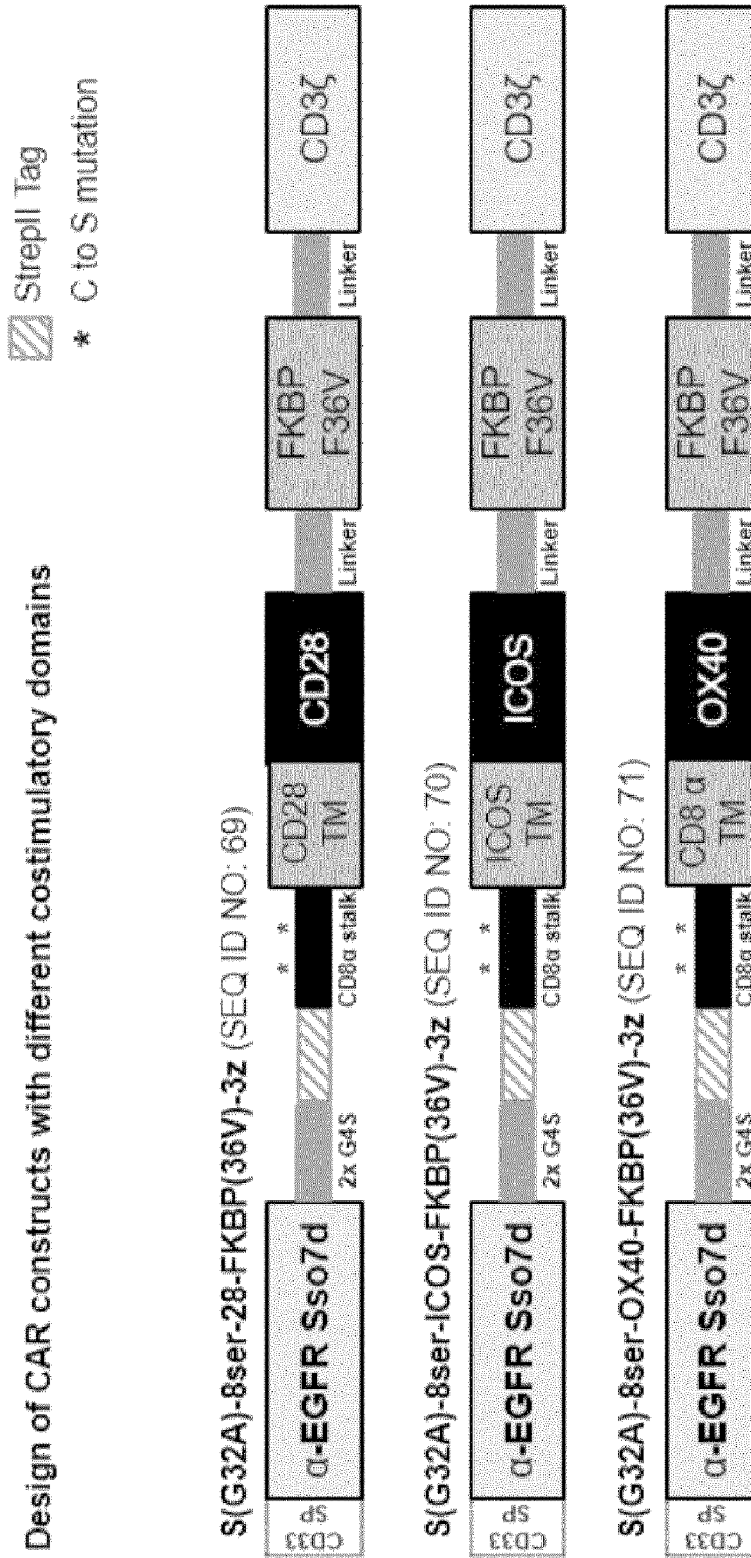 Design of CAR constructs with different costimulatory domains
StrepII Tag
* C to S mutation
S(G32A)-8ser-28-FKBP(36V)-3z (SEQ ID NO: 69)
CD33
SP
α-EGFR Sso7d
2x G4S
* *
CD8α stalk
CD28
TM
CD28
Linker
FKBP
F36V
Linker
CD3ζ
S(G32A)-8ser-ICOS-FKBP(36V)-3z (SEQ ID NO: 70)
CD33
SP
α-EGFR Sso7d
2x G4S
* *
CD8α stalk
ICOS
TM
ICOS
Linker
FKBP
F36V
Linker
CD3ζ
S(G32A)-8ser-OX40-FKBP(36V)-3z (SEQ ID NO: 71)
CD33
SP
α-EGFR Sso7d
2x G4S
* *
CD8α stalk
CD8 α
TM
OX40
Linker
FKBP
F36V
Linker
CD3ζ